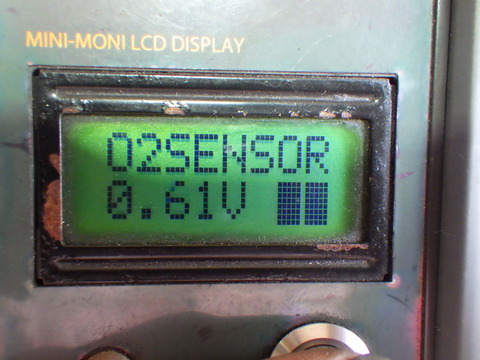 MINI-MONI LCD DISPLAY
O2SENSOR
0.61V